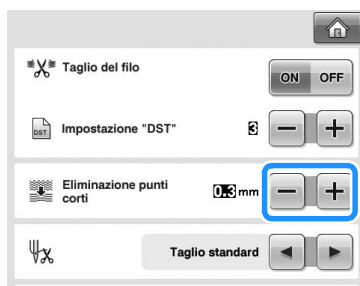 Taglio del filo
ON OFF
DST
Impostazione "DST"
3
− +
Eliminazione punti
corti
0.3 mm
− +
Taglio standard